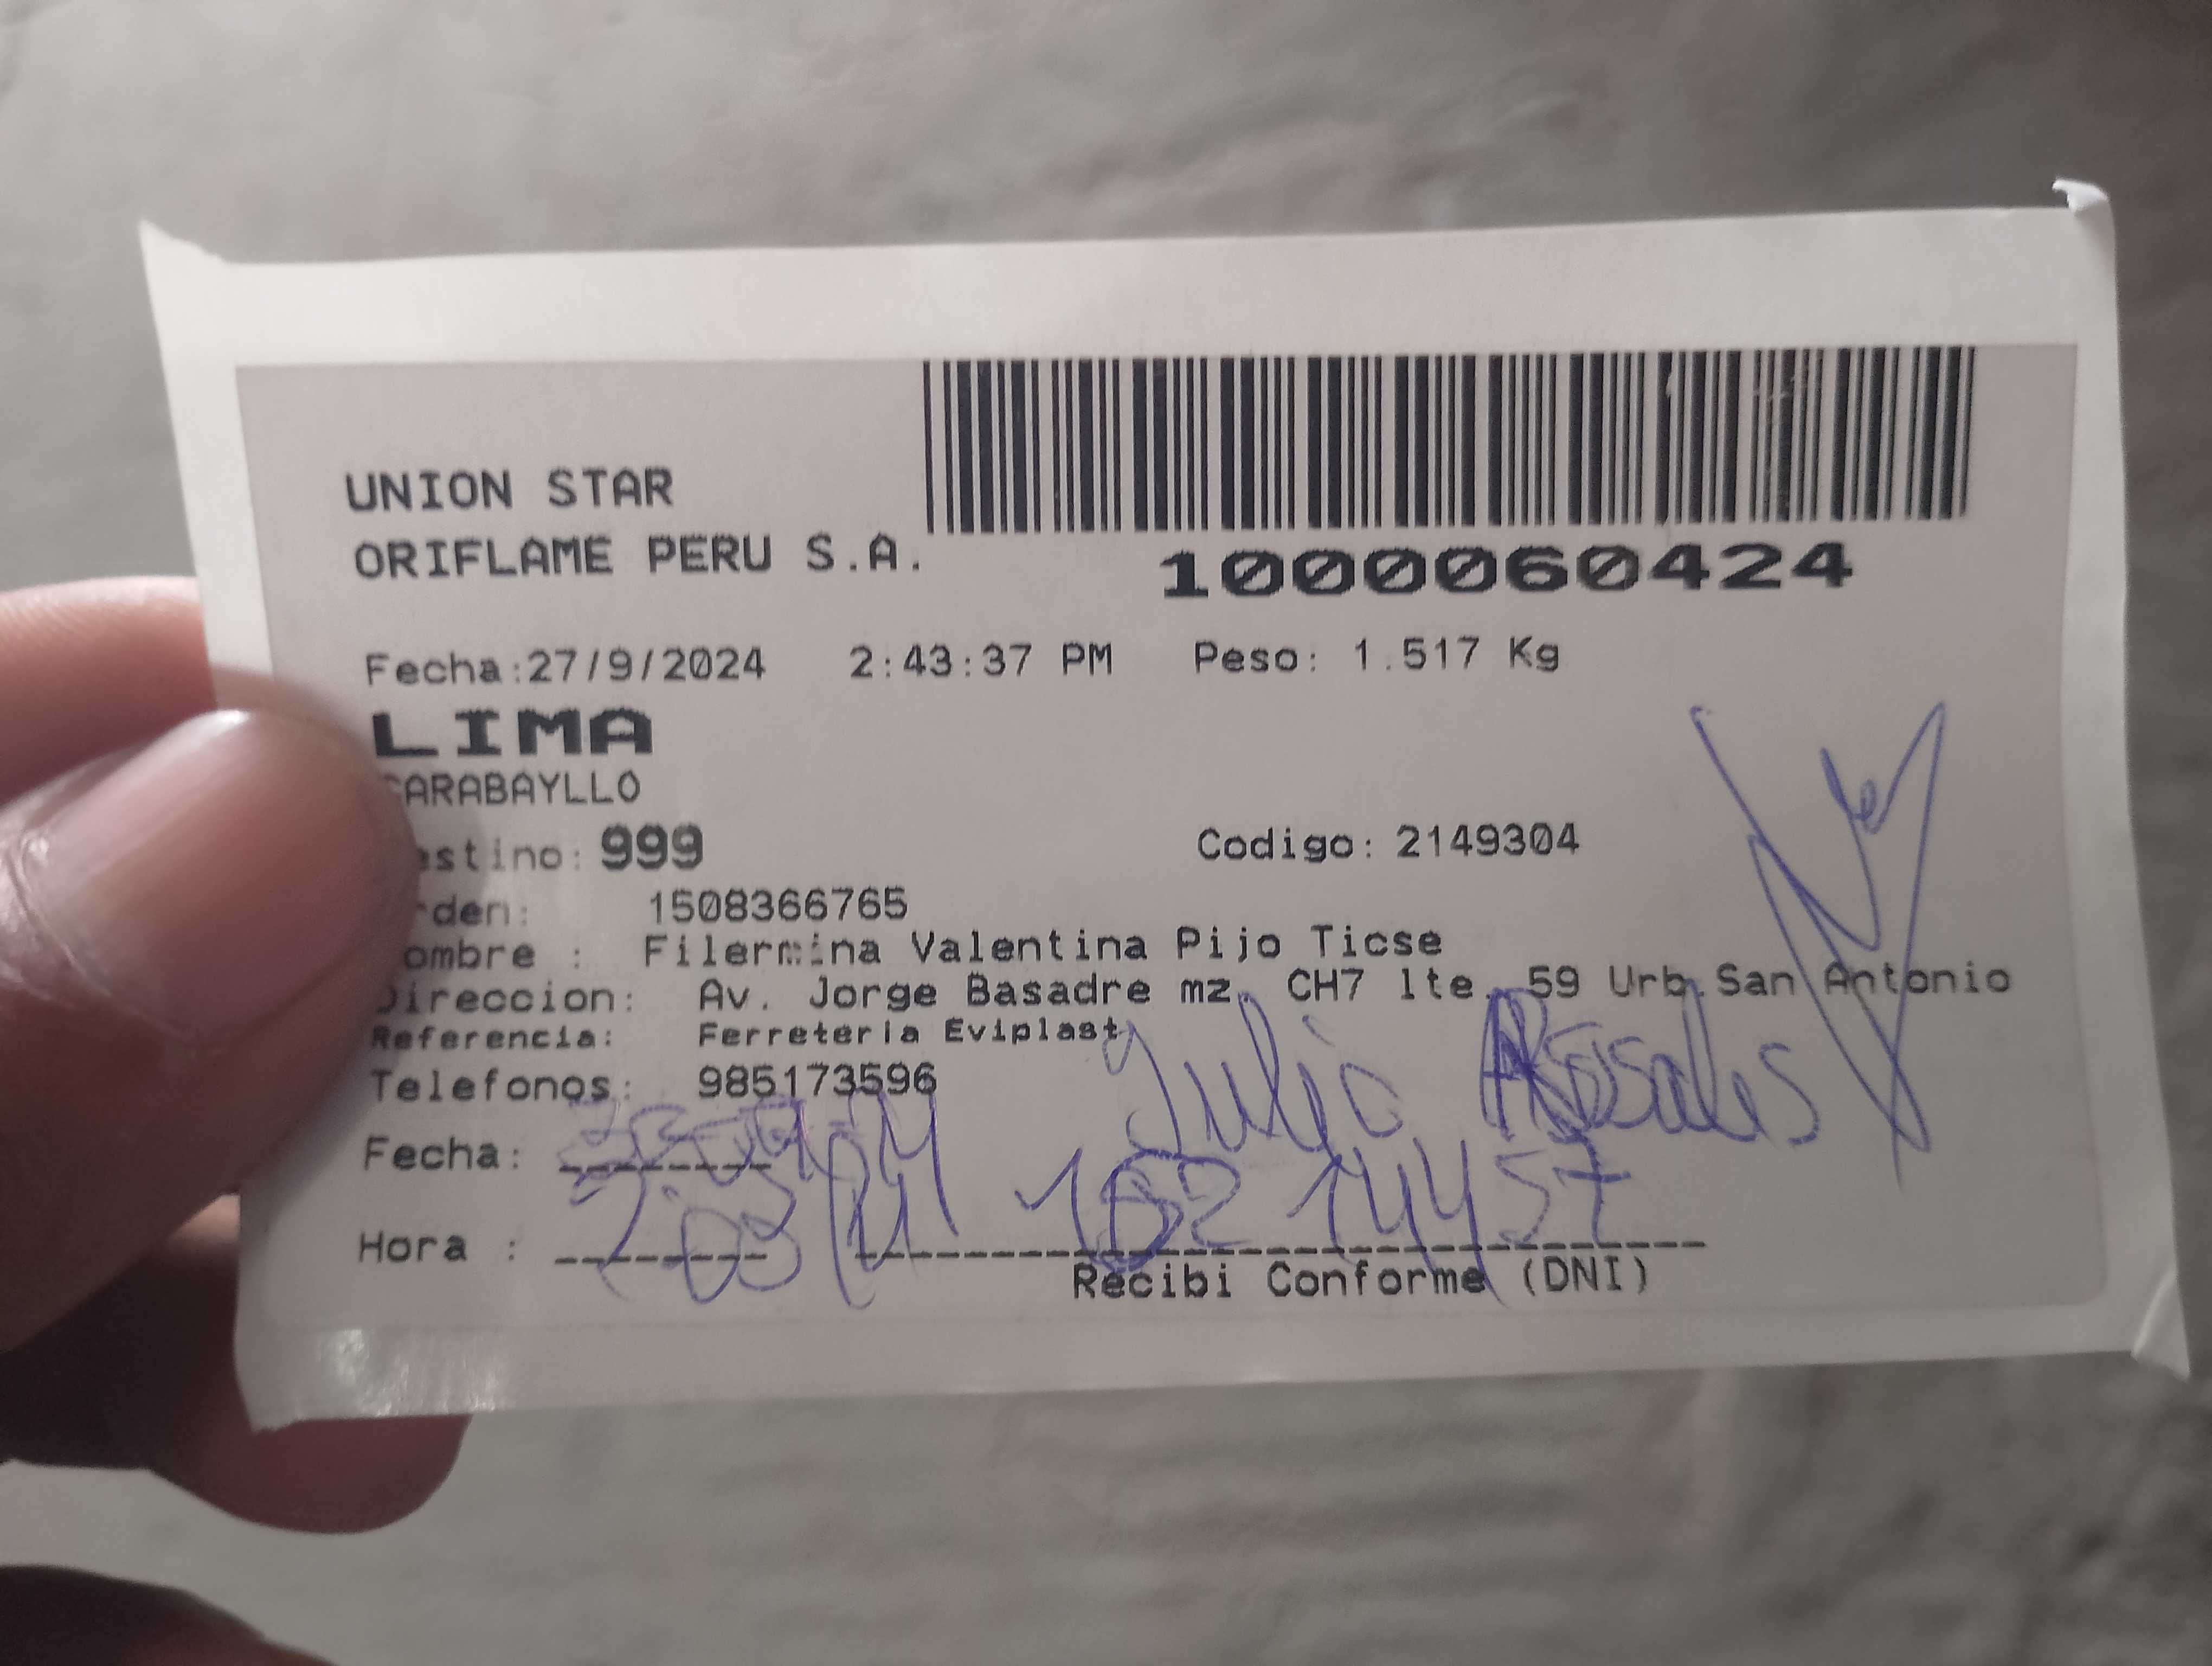 UNION STAR
ORIFLAME PERU S.A.
1000060424
Fecha:27/9/2024 2:43:37 PM Peso: 1.517 Kg
LIMA
CARABAYLLO
estino: 999 Codigo: 2149304
rden: 1508366765
ombre : Filermina Valentina Pijo Ticse
Direccion: Av. Jorge Basadre mz. CH7 lte. 59 Urb.San Antonio
Referencia: Ferreteria Eviplast
Telefonos: 985173596
Julio Rosales
Fecha:
Hora :
Recibi Conforme (DNI)